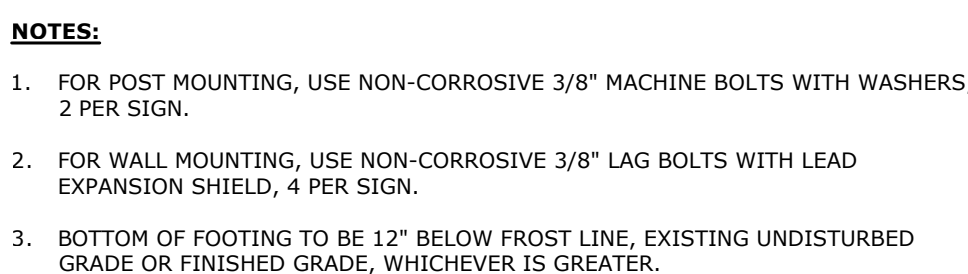 NOTES:
1. FOR POST MOUNTING, USE NON-CORROSIVE 3/8" MACHINE BOLTS WITH WASHERS,
2 PER SIGN.
2. FOR WALL MOUNTING, USE NON-CORROSIVE 3/8" LAG BOLTS WITH LEAD
EXPANSION SHIELD, 4 PER SIGN.
3. BOTTOM OF FOOTING TO BE 12" BELOW FROST LINE, EXISTING UNDISTURBED
GRADE OR FINISHED GRADE, WHICHEVER IS GREATER.